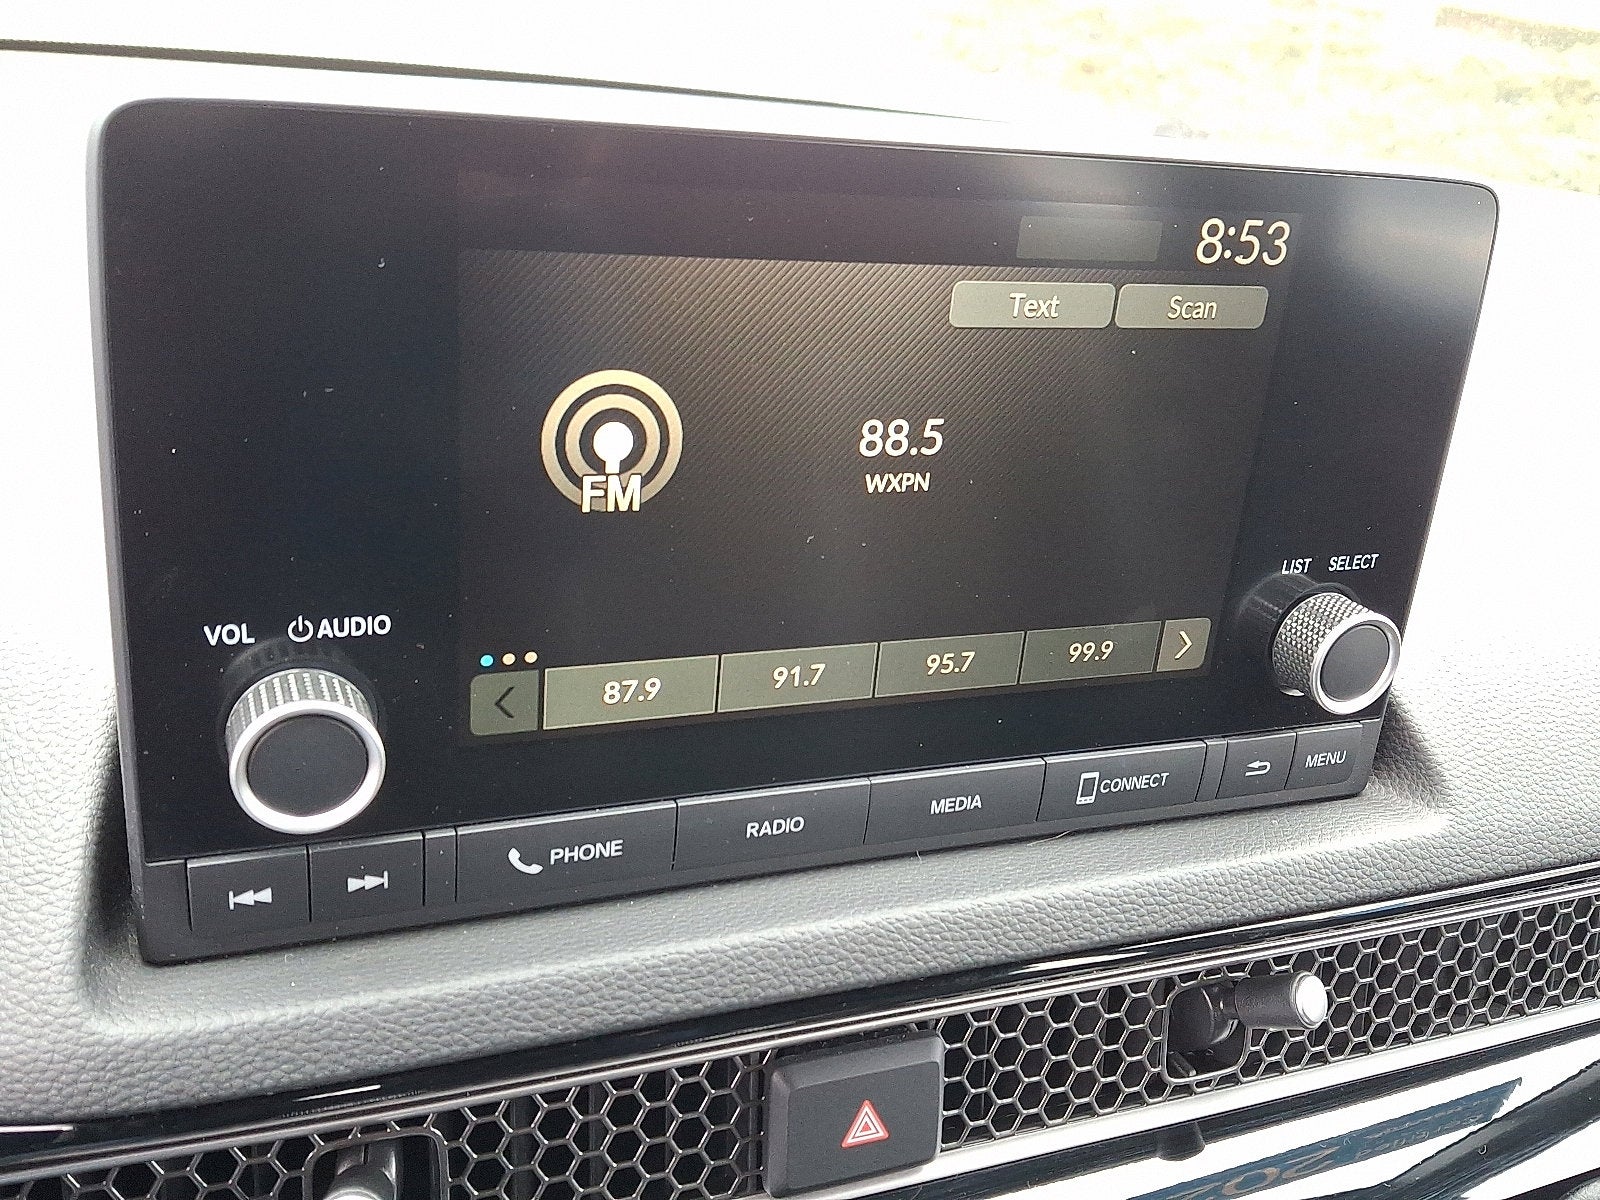 8:53
Text Scan
FM
88.5
WXPN
LIST SELECT
VOL AUDIO
87.9 91.7 95.7 99.9
PHONE RADIO MEDIA CONNECT MENU